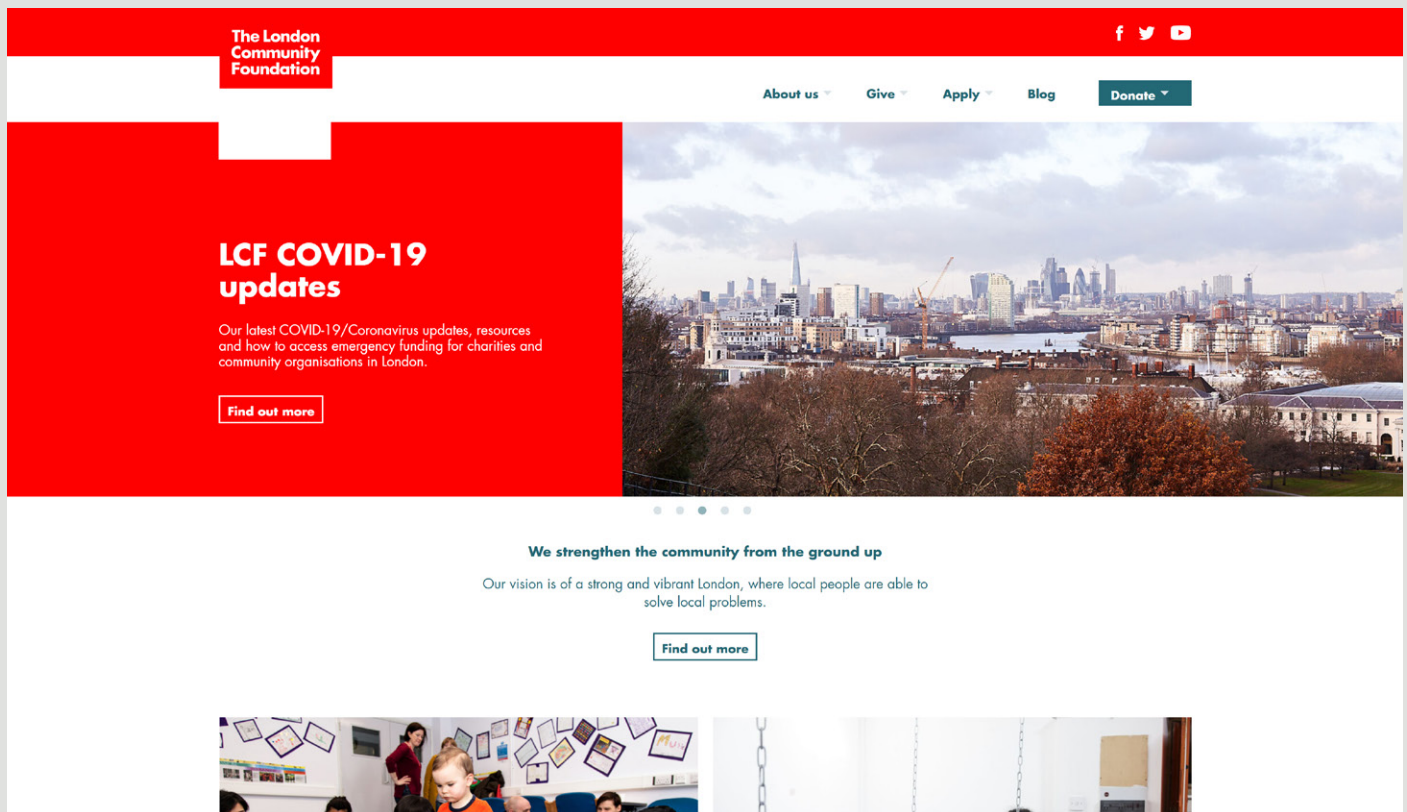 The London
Community
Foundation
About us
Give
Apply
Blog
Donate
LCF COVID-19
updates
Our latest COVID-19/Coronavirus updates, resources
and how to access emergency funding for charities and
community organisations in London.
Find out more
We strengthen the community from the ground up
Our vision is of a strong and vibrant London, where local people are able to
solve local problems.
Find out more